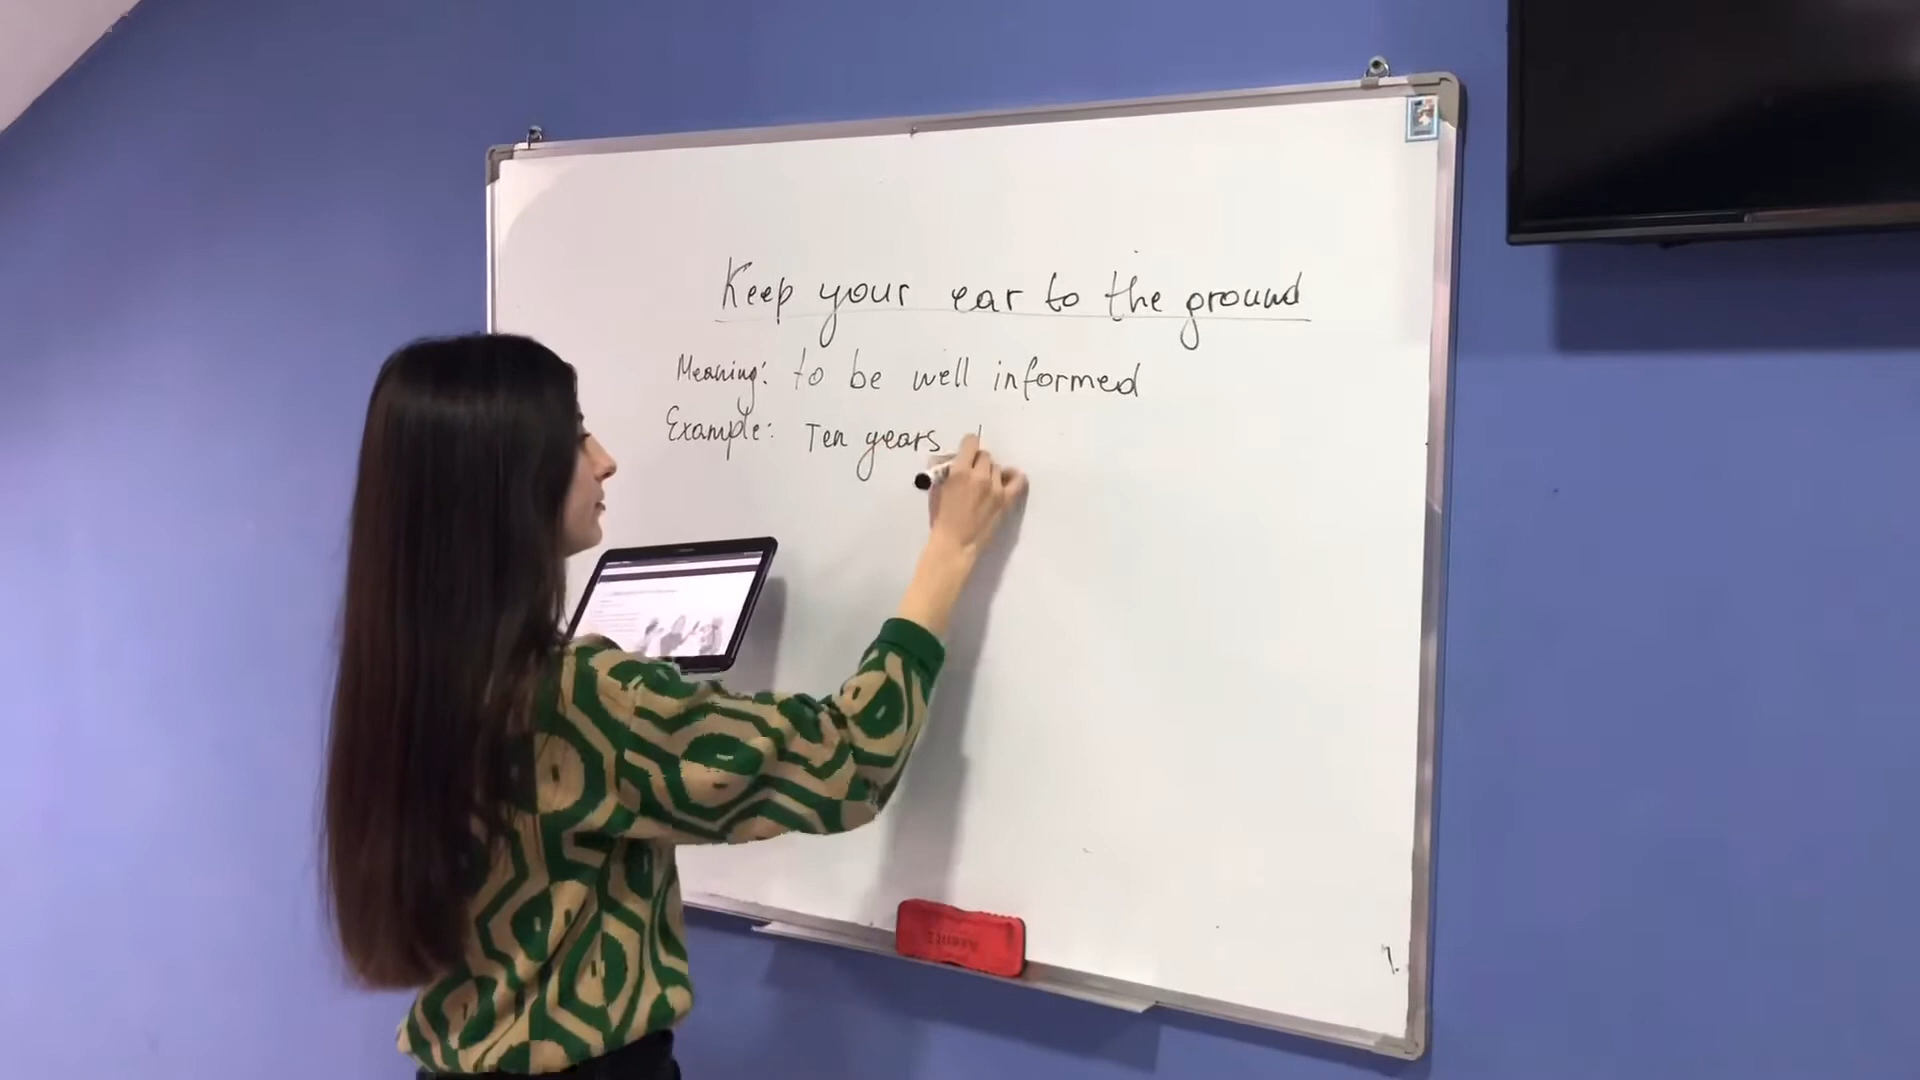 Keep your ear to the ground
Meaning: to be well informed
Example: Ten years